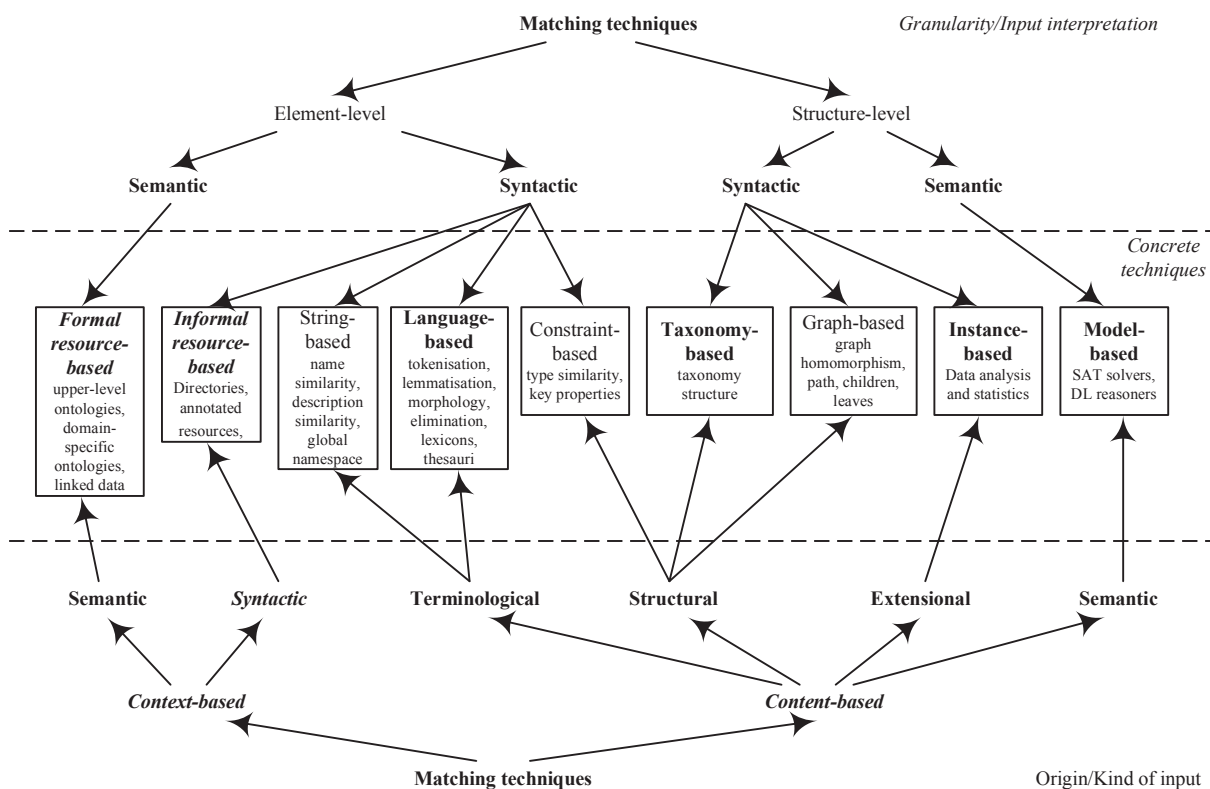 Matching techniques
Granularity/Input interpretation
Element-level
Structure-level
Semantic
Syntactic
Syntactic
Semantic
Concrete
techniques
Formal
resource-
based
upper-level
ontologies,
domain-
specific
ontologies,
linked data
Informal
resource-
based
Directories,
annotated
resources,
String-
based
name
similarity,
description
similarity,
global
namespace
Language-
based
tokenisation,
lemmatisation,
morphology,
elimination,
lexicons,
thesauri
Constraint-
based
type similarity,
key properties
Taxonomy-
based
taxonomy
structure
Graph-based
graph
homomorphism,
path, children,
leaves
Instance-
based
Data analysis
and statistics
Model-
based
SAT solvers,
DL reasoners
Semantic
Syntactic
Terminological
Structural
Extensional
Semantic
Context-based
Content-based
Matching techniques
Origin/Kind of input